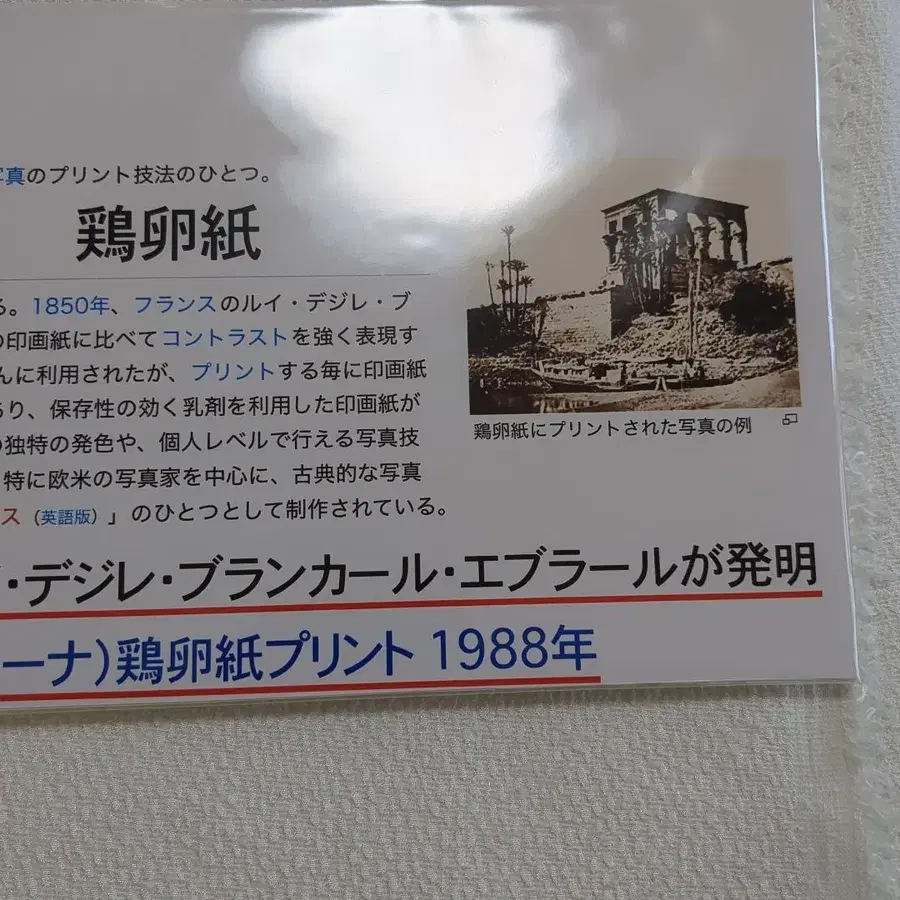 真のプリント技法のひとつ。
鶏卵紙
る。1850年、フランスのルイ・デジレ・ブ
の印画紙に比べてコントラストを強く表現す
んに利用されたが、プリントする毎に印画紙
あり、保存性の効く乳剤を利用した印画紙が
の独特の発色や、個人レベルで行える写真技
特に欧米の写真家を中心に、古典的な写真
ス（英語版）」のひとつとして制作されている。
鶏卵紙にプリントされた写真の例
・デジレ・ブランカール・エブラールが発明
ーナ)鶏卵紙プリント 1988年